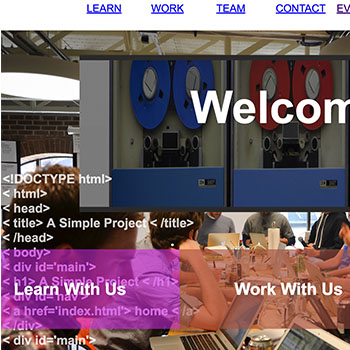 LEARN WORK TEAM CONTACT EV
Welcom
<!DOCTYPE html>
< html>
< head>
< title> A Simple Project < /title>
< /head>
< body>
< div id='main'>
< h1> A Simple Project < /h1>
< div id='nav'>
Learn With Us Work With Us
< a href='index.html'> home < /a>
< /div>
< div id='main'>